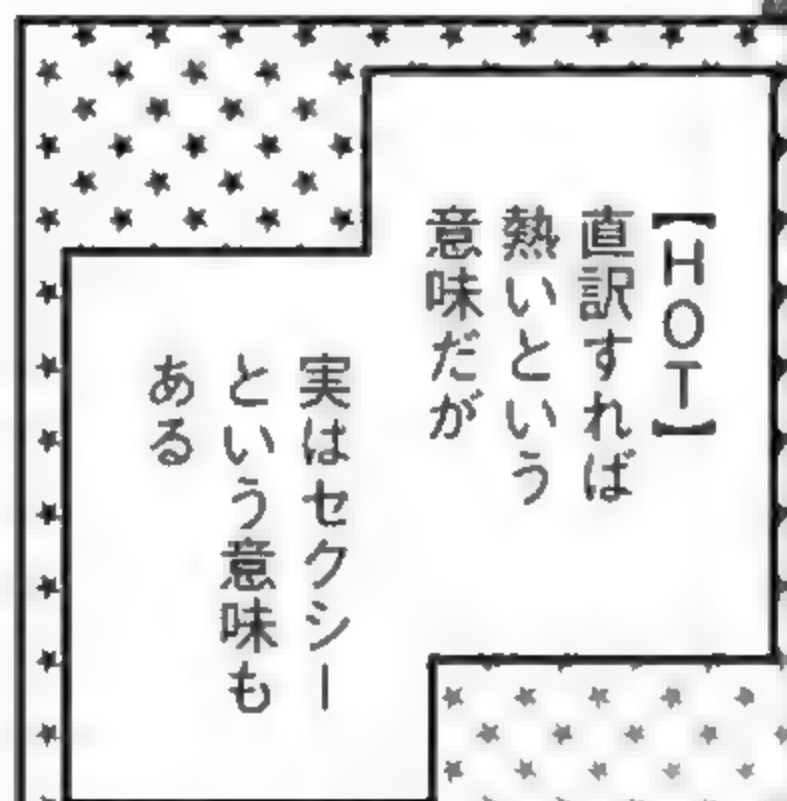 【HOT】
直訳すれば
熱いという
意味だが
実はセクシー
という意味も
ある